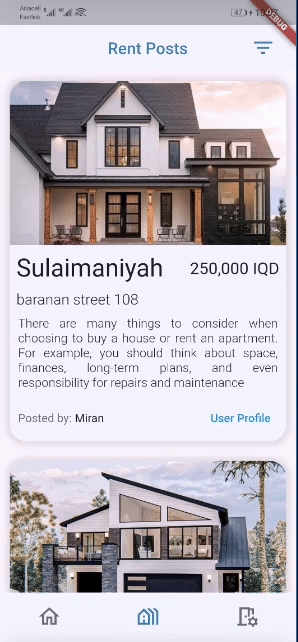 Asiacell
Fastlink
47
DEBUG
Rent Posts
Sulaimaniyah 250,000 IQD
baranan street 108
There are many things to consider when
choosing to buy a house or rent an apartment.
For example, you should think about space,
finances, long-term plans, and even
responsibility for repairs and maintenance
Posted by: Miran User Profile